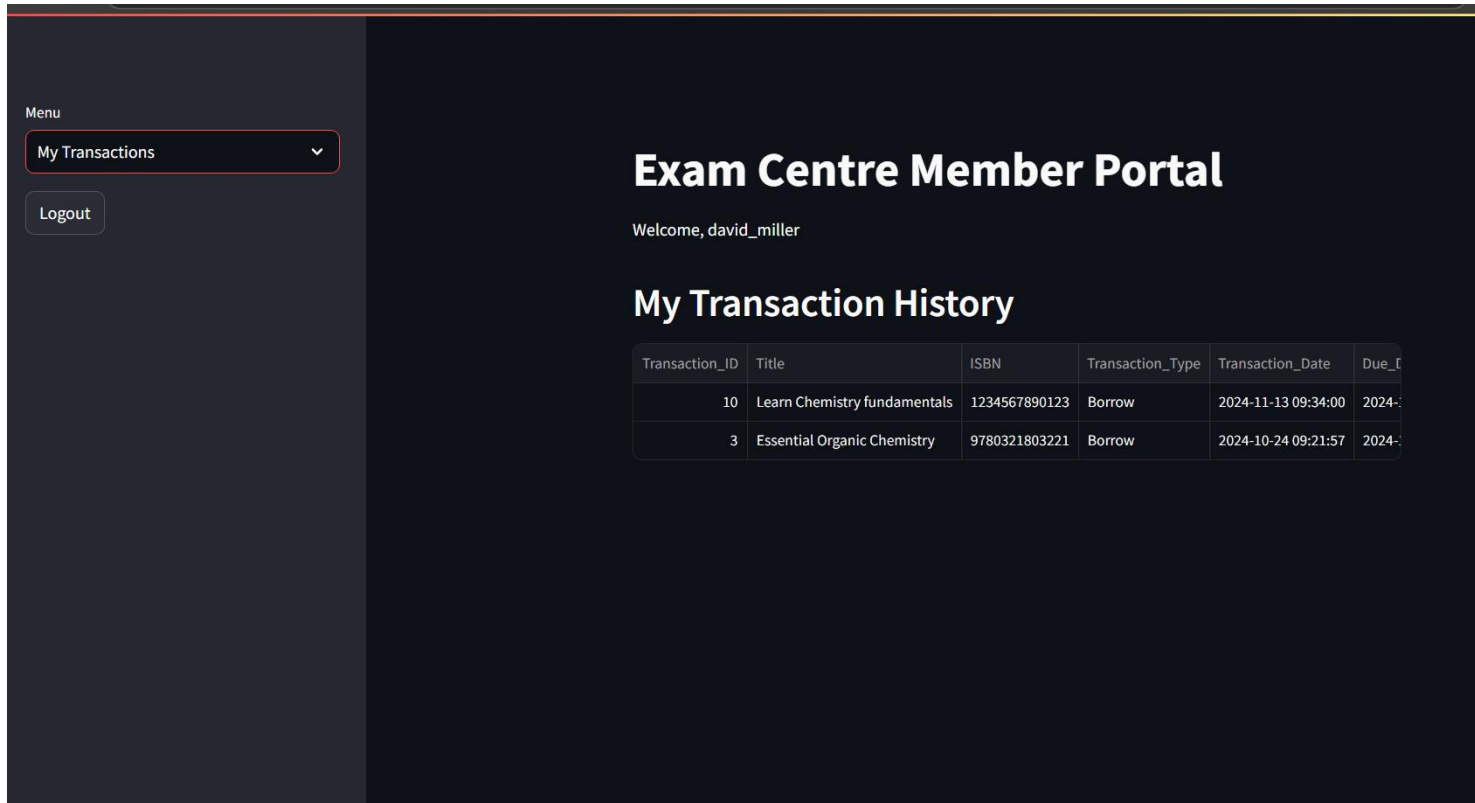 Menu
My Transactions
Logout
Exam Centre Member Portal
Welcome, david_miller
My Transaction History
Transaction_ID Title ISBN Transaction_Type Transaction_Date
10 Learn Chemistry fundamentals 1234567890123 Borrow 2024-11-13 09:34:00 2024-
3 Essential Organic Chemistry 9780321803221 Borrow 2024-10-24 09:21:57 2024-